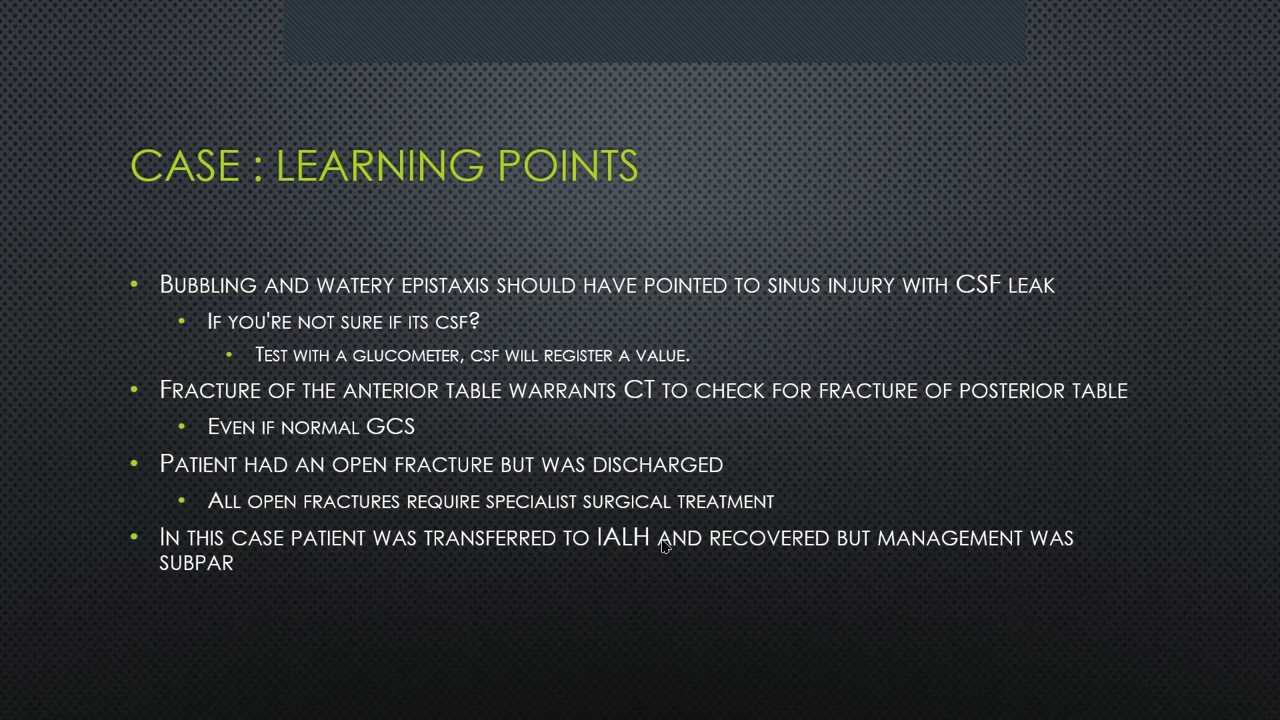 CASE : LEARNING POINTS
• Bubbling and watery epistaxis should have pointed to sinus injury with CSF leak
• If you're not sure if its csf?
• Test with a glucometer, csf will register a value.
• Fracture of the anterior table warrants CT to check for fracture of posterior table
• Even if normal GCS
• Patient had an open fracture but was discharged
• All open fractures require specialist surgical treatment
• In this case patient was transferred to IALH and recovered but management was
subpar